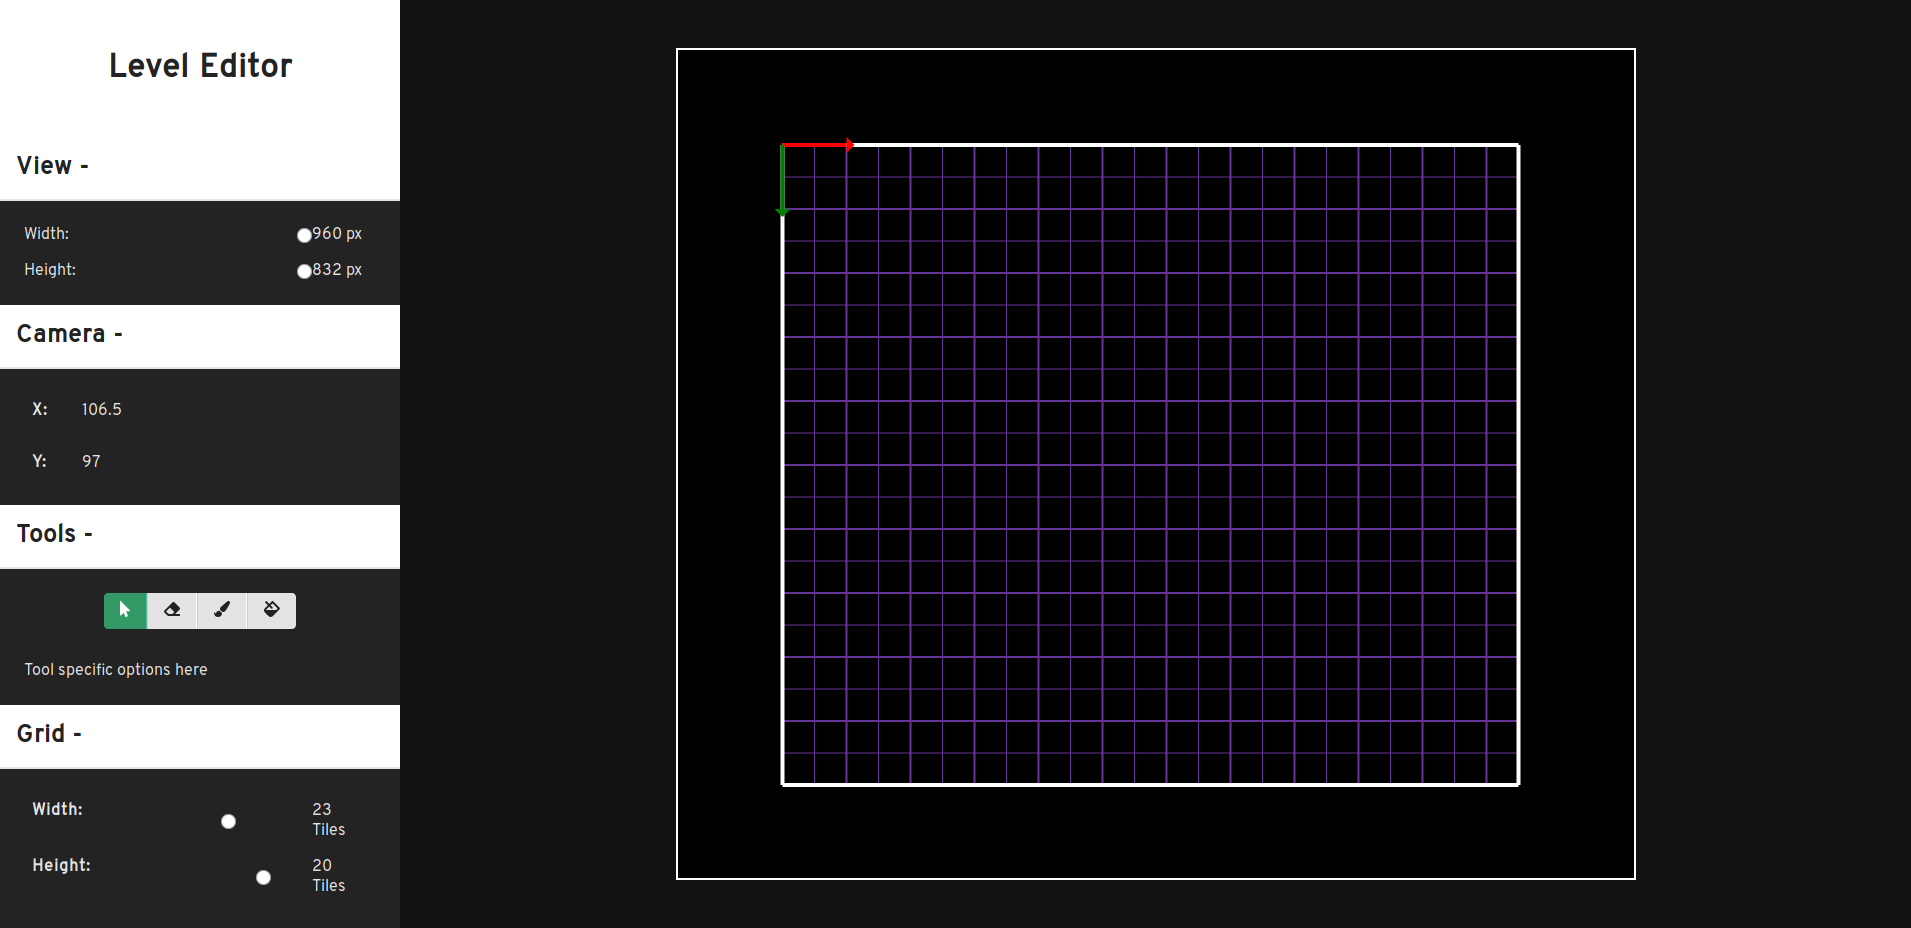 Level Editor
View -
Width: 960 px
Height: 832 px
Camera -
X: 106.5
Y: 97
Tools -
Tool specific options here
Grid -
Width: 23
Tiles
Height: 20
Tiles